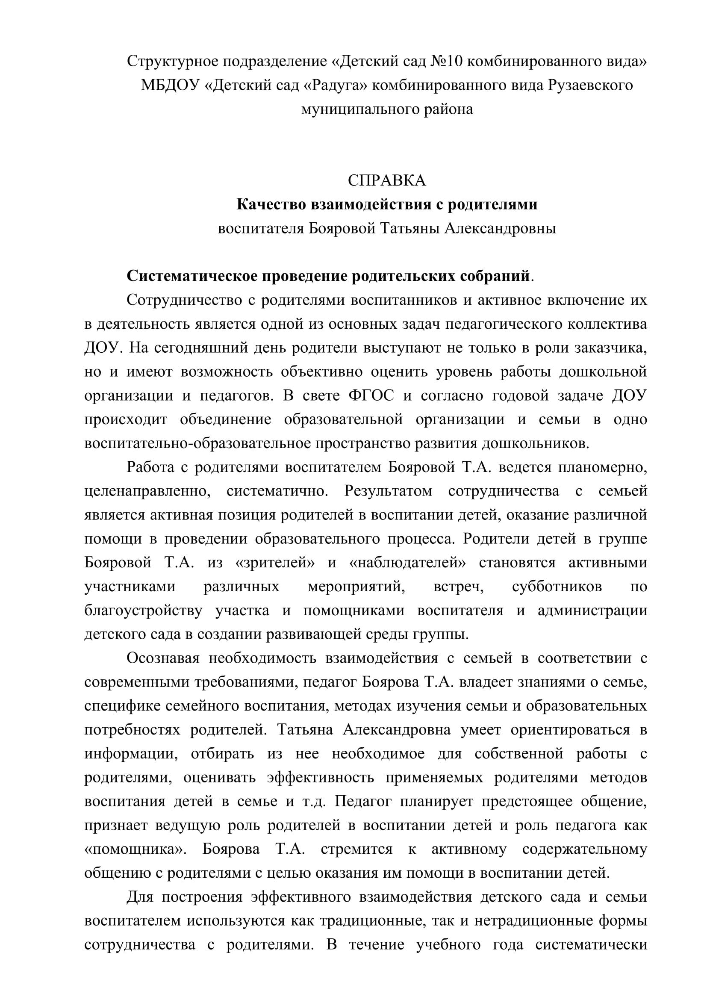 Структурное подразделение «Детский сад №10 комбинированного вида»
МБДОУ «Детский сад «Радуга» комбинированного вида Рузаевского
муниципального района
СПРАВКА
Качество взаимодействия с родителями
воспитателя Бояровой Татьяны Александровны
Систематическое проведение родительских собраний.
Сотрудничество с родителями воспитанников и активное включение их
в деятельность является одной из основных задач педагогического коллектива
ДОУ. На сегодняшний день родители выступают не только в роли заказчика,
но и имеют возможность объективно оценить уровень работы дошкольной
организации и педагогов. В свете ФГОС и согласно годовой задаче ДОУ
происходит объединение образовательной организации и семьи в одно
воспитательно-образовательное пространство развития дошкольников.
Работа с родителями воспитателем Бояровой Т.А. ведется планомерно,
целенаправленно, систематично. Результатом сотрудничества с семьей
является активная позиция родителей в воспитании детей, оказание различной
помощи в проведении образовательного процесса. Родители детей в группе
Бояровой Т.А. из «зрителей» и «наблюдателей» становятся активными
участниками различных мероприятий, встреч, субботников по
благоустройству участка и помощниками воспитателя и администрации
детского сада в создании развивающей среды группы.
Осознавая необходимость взаимодействия с семьей в соответствии с
современными требованиями, педагог Боярова Т.А. владеет знаниями о семье,
специфике семейного воспитания, методах изучения семьи и образовательных
потребностях родителей. Татьяна Александровна умеет ориентироваться в
информации, отбирать из нее необходимое для собственной работы с
родителями, оценивать эффективность применяемых родителями методов
воспитания детей в семье и т.д. Педагог планирует предстоящее общение,
признает ведущую роль родителей в воспитании детей и роль педагога как
«помощника». Боярова Т.А. стремится к активному содержательному
общению с родителями с целью оказания им помощи в воспитании детей.
Для построения эффективного взаимодействия детского сада и семьи
воспитателем используются как традиционные, так и нетрадиционные формы
сотрудничества с родителями. В течение учебного года систематически